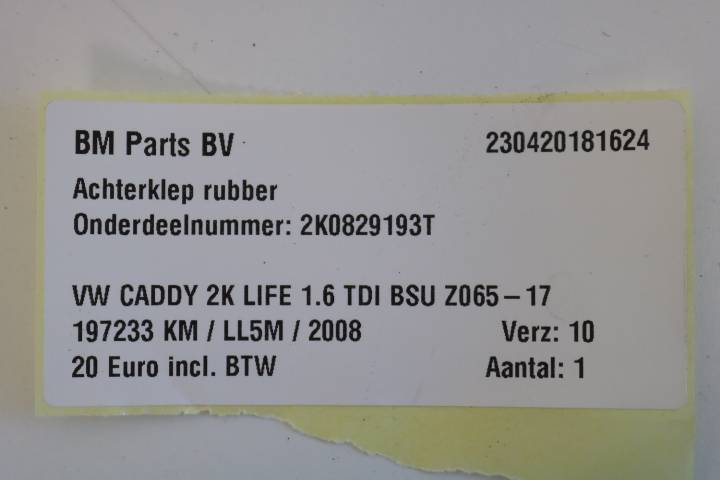 BM Parts BV 230420181624
Achterklep rubber
Onderdeelnummer: 2K0829193T
VW CADDY 2K LIFE 1.6 TDI BSU Z065-17
197233 KM / LL5M / 2008 Verz: 10
20 Euro incl. BTW Aantal: 1